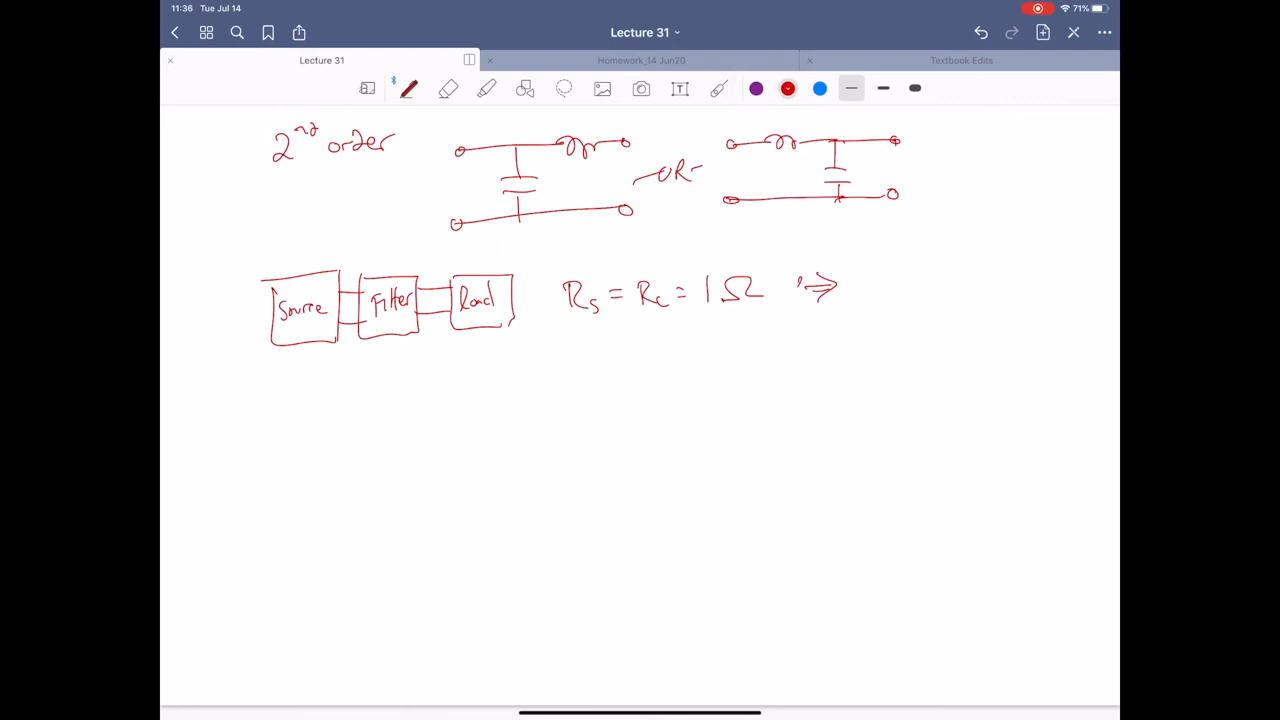 11:36 Tue Jul 14
71%
Lecture 31
Lecture 31
Homework_14 Jun20
Textbook Edits
2nd order
OR
Source
Filter
load
Rs = RL = 1 Ω ⇒